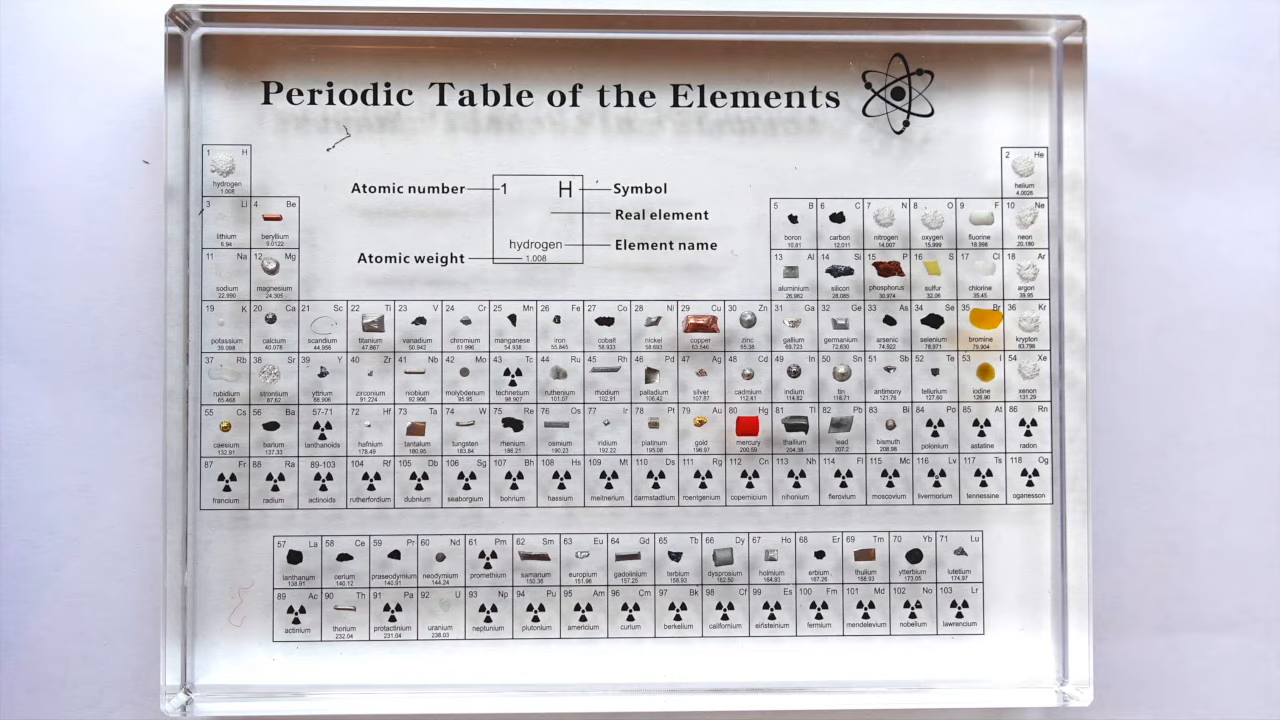 Periodic Table of the Elements
Atomic number 1 H Symbol
Real element
hydrogen Element name
Atomic weight 1.008
1 H hydrogen 1.008
2 He helium 4.0026
3 Li lithium 6.94
4 Be beryllium 9.0122
5 B boron 10.81
6 C carbon 12.011
7 N nitrogen 14.007
8 O oxygen 15.999
9 F fluorine 18.998
10 Ne neon 20.180
11 Na sodium 22.990
12 Mg magnesium 24.305
13 Al aluminium 26.982
14 Si silicon 28.085
15 P phosphorus 30.974
16 S sulfur 32.06
17 Cl chlorine 35.45
18 Ar argon 39.95
19 K potassium 39.098
20 Ca calcium 40.078
21 Sc scandium 44.956
22 Ti titanium 47.867
23 V vanadium 50.942
24 Cr chromium 51.996
25 Mn manganese 54.938
26 Fe iron 55.845
27 Co cobalt 58.933
28 Ni nickel 58.693
29 Cu copper 63.546
30 Zn zinc 65.38
31 Ga gallium 69.723
32 Ge germanium 72.630
33 As arsenic 74.922
34 Se selenium 78.971
35 Br bromine 79.904
36 Kr krypton 83.798
37 Rb rubidium 85.468
38 Sr strontium 87.62
39 Y yttrium 88.906
40 Zr zirconium 91.224
41 Nb niobium 92.906
42 Mo molybdenum 95.95
43 Tc technetium 98.907
44 Ru ruthenium 101.07
45 Rh rhodium 102.91
46 Pd palladium 106.42
47 Ag silver 107.87
48 Cd cadmium 112.41
49 In indium 114.82
50 Sn tin 118.71
51 Sb antimony 121.76
52 Te tellurium 127.60
53 I iodine 126.90
54 Xe xenon 131.29
55 Cs caesium 132.91
56 Ba barium 137.33
57-71 lanthanoids
72 Hf hafnium 178.49
73 Ta tantalum 180.95
74 W tungsten 183.84
75 Re rhenium 186.21
76 Os osmium 190.23
77 Ir iridium 192.22
78 Pt platinum 195.08
79 Au gold 196.97
80 Hg mercury 200.59
81 Tl thallium 204.38
82 Pb lead 207.2
83 Bi bismuth 208.98
84 Po polonium
85 At astatine
86 Rn radon
87 Fr francium
88 Ra radium
89-103 actinoids
104 Rf rutherfordium
105 Db dubnium
106 Sg seaborgium
107 Bh bohrium
108 Hs hassium
109 Mt meitnerium
110 Ds darmstadtium
111 Rg roentgenium
112 Cn copernicium
113 Nh nihonium
114 Fl flerovium
115 Mc moscovium
116 Lv livermorium
117 Ts tennessine
118 Og oganesson
57 La lanthanum 138.91
58 Ce cerium 140.12
59 Pr praseodymium 140.91
60 Nd neodymium 144.24
61 Pm promethium
62 Sm samarium 150.36
63 Eu europium 151.96
64 Gd gadolinium 157.25
65 Tb terbium 158.93
66 Dy dysprosium 162.50
67 Ho holmium 164.93
68 Er erbium 167.26
69 Tm thulium 168.93
70 Yb ytterbium 173.05
71 Lu lutetium 174.97
89 Ac actinium
90 Th thorium 232.04
91 Pa protactinium 231.04
92 U uranium 238.03
93 Np neptunium
94 Pu plutonium
95 Am americium
96 Cm curium
97 Bk berkelium
98 Cf californium
99 Es einsteinium
100 Fm fermium
101 Md mendelevium
102 No nobelium
103 Lr lawrencium